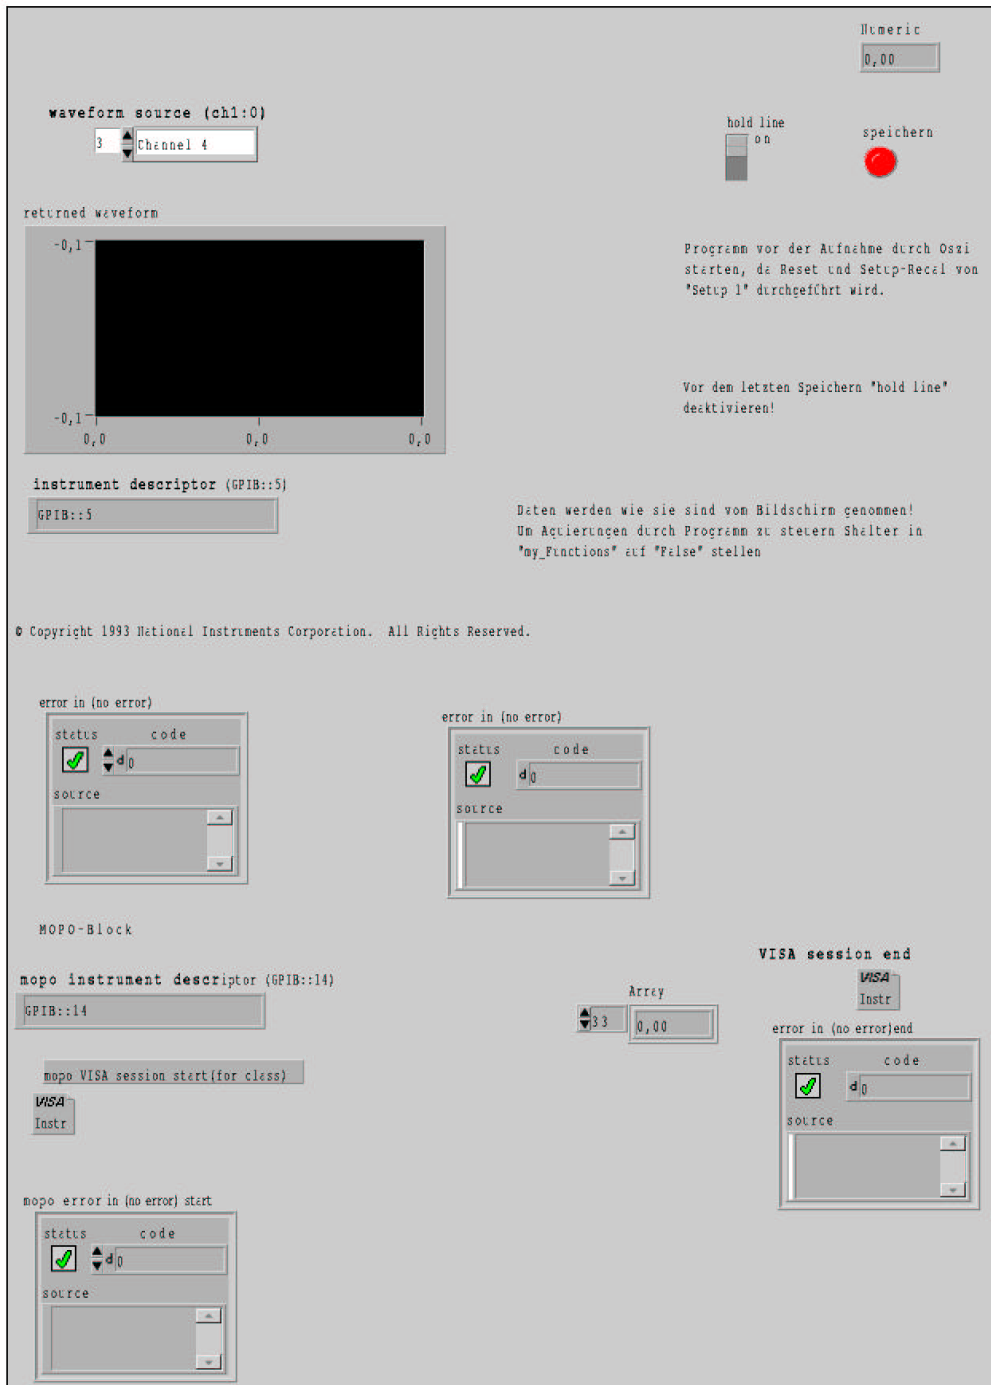 Numeric
0,00
waveform source (ch1:0)
3 Channel 4
hold line
on
speichern
returned waveform
-0,1
-0,1
0,0 0,0 0,0
Programm vor der Aufnahme durch Oszi
starten, da Reset und Setup-Recal von
"Setup 1" durchgeführt wird.
Vor dem letzten Speichern "hold line"
deaktivieren!
instrument descriptor (GPIB::5)
GPIB::5
Daten werden wie sie sind vom Bildschirm genommen!
Um Aquierungen durch Programm zu steuern Shalter in
"my_Functions" auf "False" stellen
© Copyright 1993 National Instruments Corporation.  All Rights Reserved.
error in (no error)
status code
d 0
source
error in (no error)
status code
d 0
source
MOPO-Block
mopo instrument descriptor (GPIB::14)
GPIB::14
mopo VISA session start(for class)
VISA
Instr
Array
33 0,00
VISA session end
VISA
Instr
error in (no error)end
status code
d 0
source
mopo error in (no error) start
status code
d 0
source